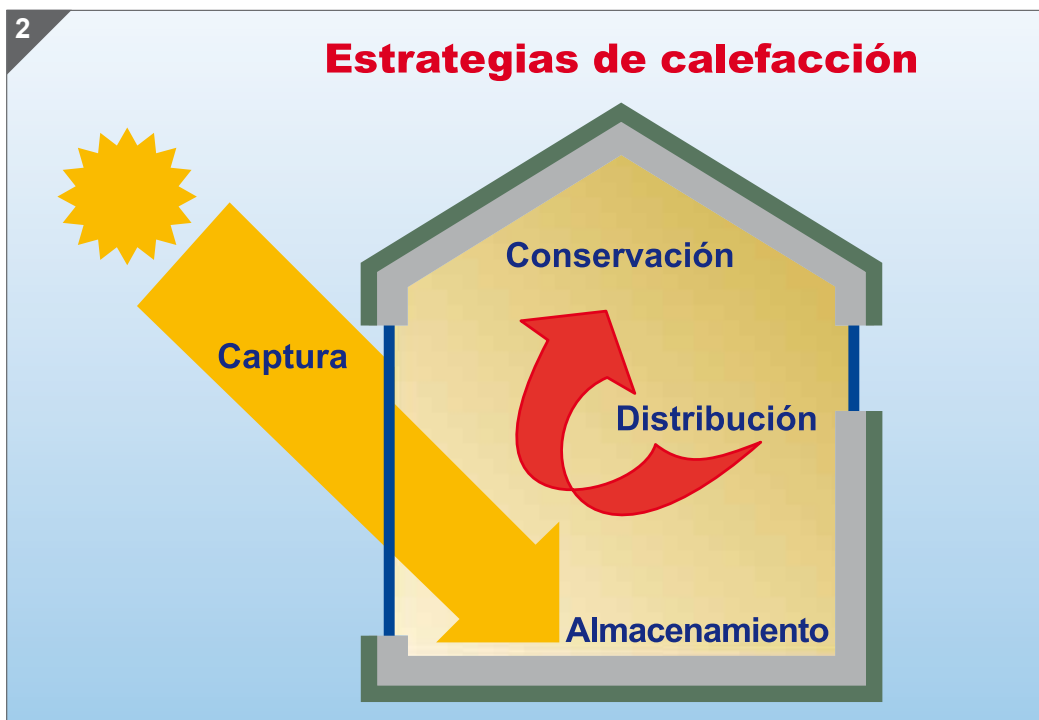 2
Estrategias de calefacción
Conservación
Captura
Distribución
Almacenamiento